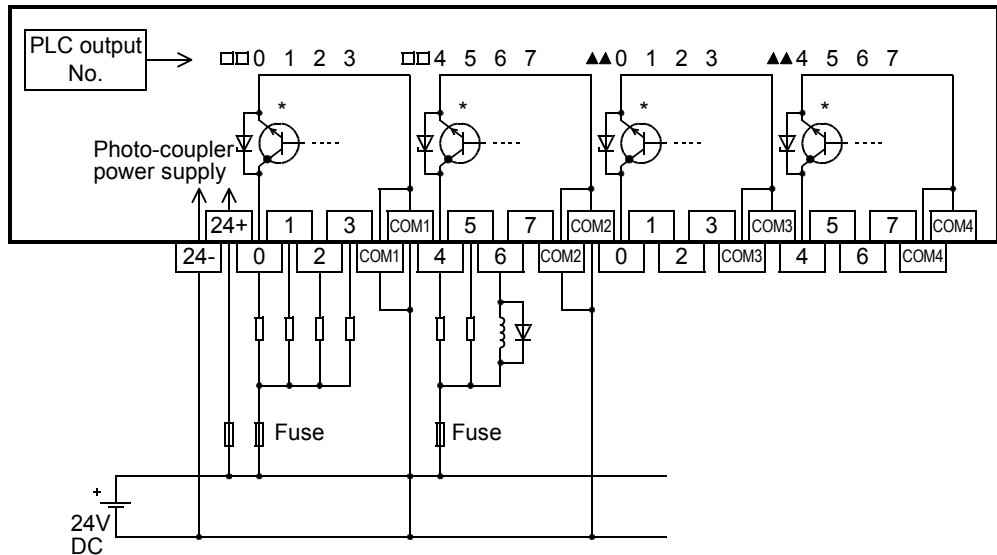 PLC output
No.
□□0 1 2 3 □□4 5 6 7 ▲▲0 1 2 3 ▲▲4 5 6 7
* * * *
Photo-coupler
power supply
24+ 1 3 COM1 5 7 COM2 1 3 COM3 5 7 COM4
24- 0 2 COM1 4 6 COM2 0 2 COM3 4 6 COM4
Fuse Fuse
+
24V
DC